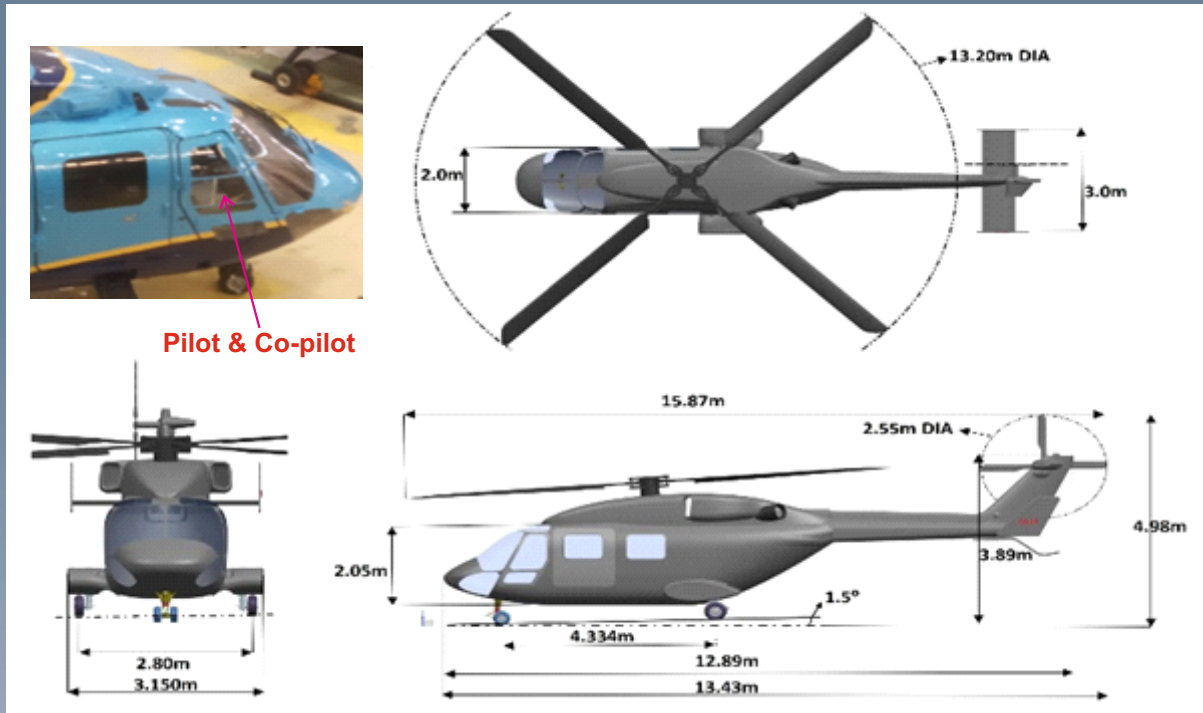 13.20m DIA
2.0m
3.0m
Pilot & Co-pilot
15.87m
2.55m DIA
2.05m
3.89m
4.98m
1.5°
4.334m
2.80m
3.150m
12.89m
13.43m